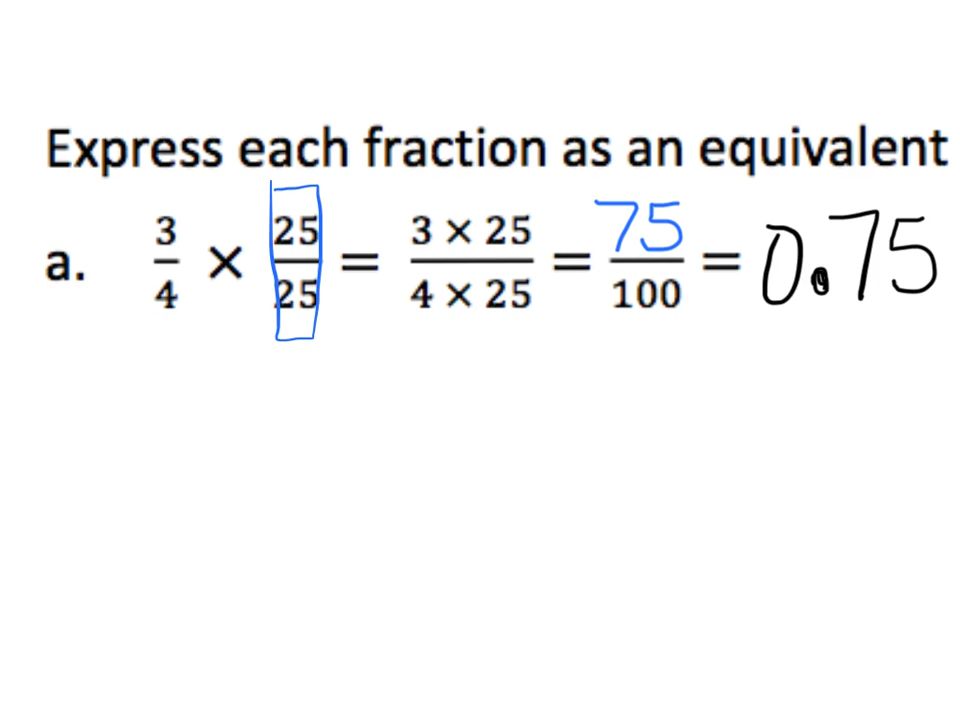 Express each fraction as an equivalent
a. 3/4 × 25/25 = (3 × 25)/(4 × 25) = 75/100 = 0.75